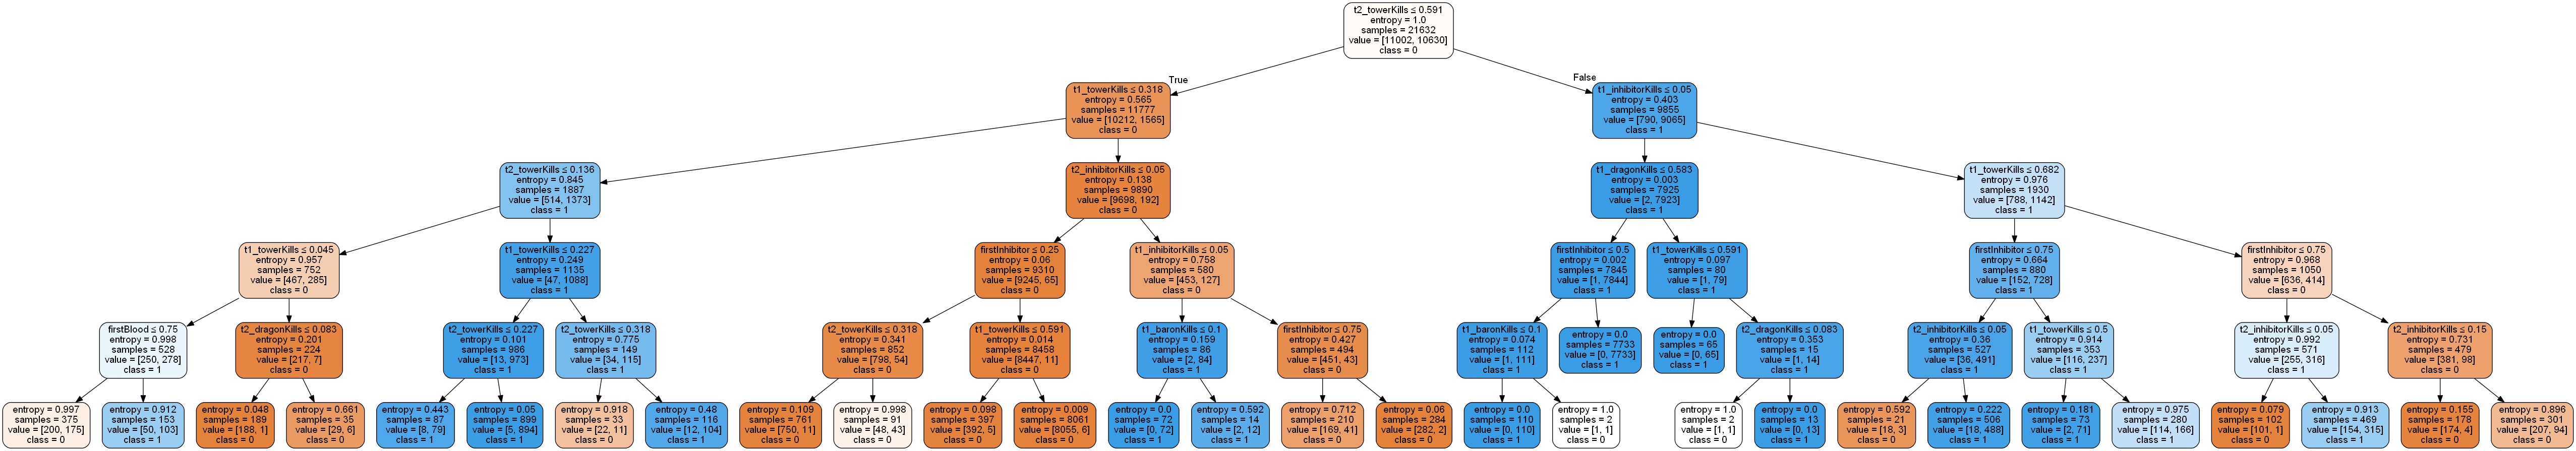 t2_towerKills ≤ 0.591
entropy = 1.0
samples = 21632
value = [11002, 10630]
class = 0
True
False
t1_towerKills ≤ 0.318
entropy = 0.565
samples = 11777
value = [10212, 1565]
class = 0
t1_inhibitorKills ≤ 0.05
entropy = 0.403
samples = 9855
value = [790, 9065]
class = 1
t2_towerKills ≤ 0.136
entropy = 0.845
samples = 1887
value = [514, 1373]
class = 1
t2_inhibitorKills ≤ 0.05
entropy = 0.138
samples = 9890
value = [9698, 192]
class = 0
t1_dragonKills ≤ 0.583
entropy = 0.003
samples = 7925
value = [2, 7923]
class = 1
t1_towerKills ≤ 0.682
entropy = 0.976
samples = 1930
value = [788, 1142]
class = 1
t1_towerKills ≤ 0.045
entropy = 0.957
samples = 752
value = [467, 285]
class = 0
t1_towerKills ≤ 0.227
entropy = 0.249
samples = 1135
value = [47, 1088]
class = 1
firstInhibitor ≤ 0.25
entropy = 0.06
samples = 9310
value = [9245, 65]
class = 0
t1_inhibitorKills ≤ 0.05
entropy = 0.758
samples = 580
value = [453, 127]
class = 0
firstInhibitor ≤ 0.5
entropy = 0.002
samples = 7845
value = [1, 7844]
class = 1
t1_towerKills ≤ 0.591
entropy = 0.097
samples = 80
value = [1, 79]
class = 1
firstInhibitor ≤ 0.75
entropy = 0.664
samples = 880
value = [152, 728]
class = 1
firstInhibitor ≤ 0.75
entropy = 0.968
samples = 1050
value = [636, 414]
class = 0
firstBlood ≤ 0.75
entropy = 0.998
samples = 528
value = [250, 278]
class = 1
t2_dragonKills ≤ 0.083
entropy = 0.201
samples = 224
value = [217, 7]
class = 0
t2_towerKills ≤ 0.227
entropy = 0.101
samples = 986
value = [13, 973]
class = 1
t2_towerKills ≤ 0.318
entropy = 0.775
samples = 149
value = [34, 115]
class = 1
t2_towerKills ≤ 0.318
entropy = 0.341
samples = 852
value = [798, 54]
class = 0
t1_towerKills ≤ 0.591
entropy = 0.014
samples = 8458
value = [8447, 11]
class = 0
t1_baronKills ≤ 0.1
entropy = 0.159
samples = 86
value = [2, 84]
class = 1
firstInhibitor ≤ 0.75
entropy = 0.427
samples = 494
value = [451, 43]
class = 0
t1_baronKills ≤ 0.1
entropy = 0.074
samples = 112
value = [1, 111]
class = 1
entropy = 0.0
samples = 7733
value = [0, 7733]
class = 1
entropy = 0.0
samples = 65
value = [0, 65]
class = 1
t2_dragonKills ≤ 0.083
entropy = 0.353
samples = 15
value = [1, 14]
class = 1
t2_inhibitorKills ≤ 0.05
entropy = 0.36
samples = 527
value = [36, 491]
class = 1
t1_towerKills ≤ 0.5
entropy = 0.914
samples = 353
value = [116, 237]
class = 1
t2_inhibitorKills ≤ 0.05
entropy = 0.992
samples = 571
value = [255, 316]
class = 1
t2_inhibitorKills ≤ 0.15
entropy = 0.731
samples = 479
value = [381, 98]
class = 0
entropy = 0.997
samples = 375
value = [200, 175]
class = 0
entropy = 0.912
samples = 153
value = [50, 103]
class = 1
entropy = 0.048
samples = 189
value = [188, 1]
class = 0
entropy = 0.661
samples = 35
value = [29, 6]
class = 0
entropy = 0.443
samples = 87
value = [8, 79]
class = 1
entropy = 0.05
samples = 899
value = [5, 894]
class = 1
entropy = 0.918
samples = 33
value = [22, 11]
class = 0
entropy = 0.48
samples = 116
value = [12, 104]
class = 1
entropy = 0.109
samples = 761
value = [750, 11]
class = 0
entropy = 0.998
samples = 91
value = [48, 43]
class = 0
entropy = 0.098
samples = 397
value = [392, 5]
class = 0
entropy = 0.009
samples = 8061
value = [8055, 6]
class = 0
entropy = 0.0
samples = 72
value = [0, 72]
class = 1
entropy = 0.592
samples = 14
value = [2, 12]
class = 1
entropy = 0.712
samples = 210
value = [169, 41]
class = 0
entropy = 0.06
samples = 284
value = [282, 2]
class = 0
entropy = 0.0
samples = 110
value = [0, 110]
class = 1
entropy = 1.0
samples = 2
value = [1, 1]
class = 0
entropy = 1.0
samples = 2
value = [1, 1]
class = 0
entropy = 0.0
samples = 13
value = [0, 13]
class = 1
entropy = 0.592
samples = 21
value = [18, 3]
class = 0
entropy = 0.222
samples = 506
value = [18, 488]
class = 1
entropy = 0.181
samples = 73
value = [2, 71]
class = 1
entropy = 0.975
samples = 280
value = [114, 166]
class = 1
entropy = 0.079
samples = 102
value = [101, 1]
class = 0
entropy = 0.913
samples = 469
value = [154, 315]
class = 1
entropy = 0.155
samples = 178
value = [174, 4]
class = 0
entropy = 0.896
samples = 301
value = [207, 94]
class = 0